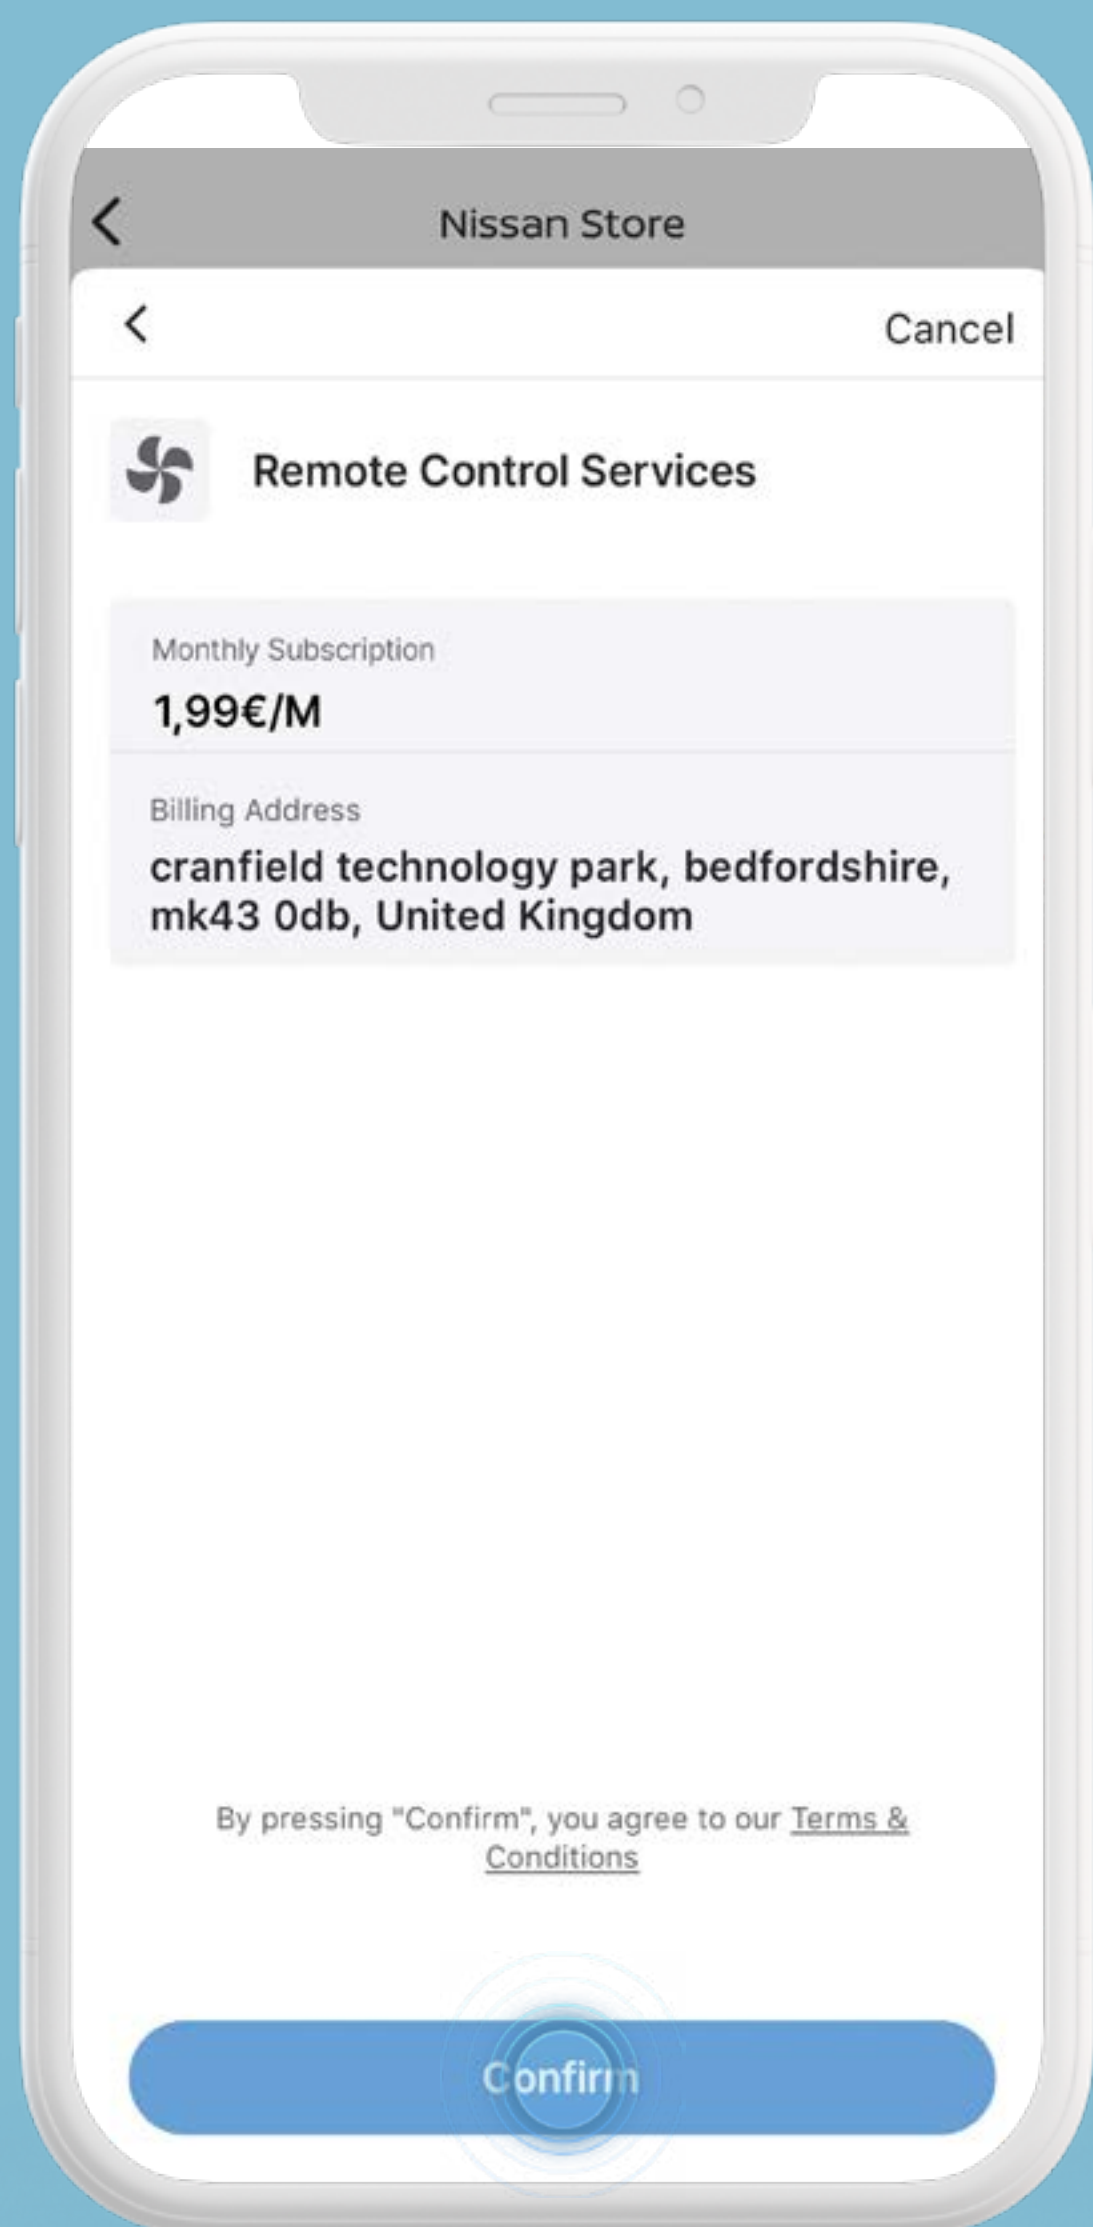 Nissan Store
Cancel
Remote Control Services
Monthly Subscription
1,99€/M
Billing Address
cranfield technology park, bedfordshire,
mk43 0db, United Kingdom
By pressing "Confirm", you agree to our Terms &
Conditions
Confirm